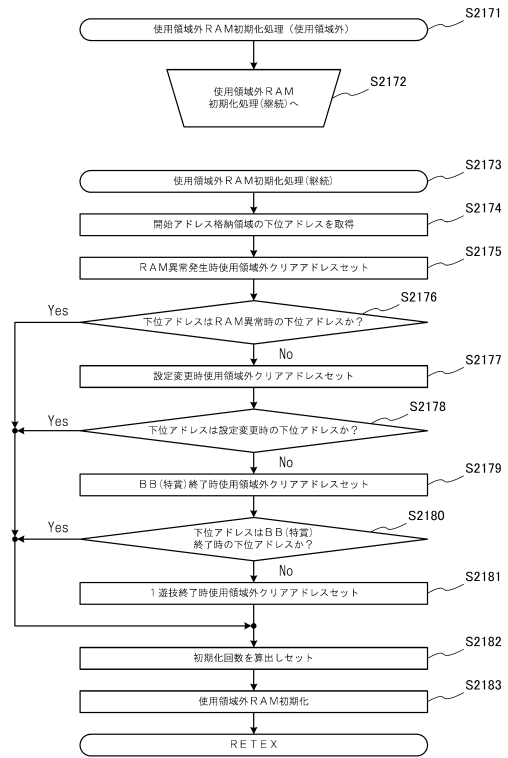 S2171
使用領域外RAM初期化処理(使用領域外)
S2172
使用領域外RAM
初期化処理(継続)へ
S2173
使用領域外RAM初期化処理(継続)
S2174
開始アドレス格納領域の下位アドレスを取得
S2175
RAM異常発生時使用領域外クリアアドレスセット
S2176
Yes
下位アドレスはRAM異常時の下位アドレスか?
No
S2177
設定変更時使用領域外クリアアドレスセット
S2178
Yes
下位アドレスは設定変更時の下位アドレスか?
No
S2179
BB(特賞)終了時使用領域外クリアアドレスセット
S2180
Yes
下位アドレスはBB(特賞)
終了時の下位アドレスか?
No
S2181
1遊技終了時使用領域外クリアアドレスセット
S2182
初期化回数を算出しセット
S2183
使用領域外RAM初期化
RETEX